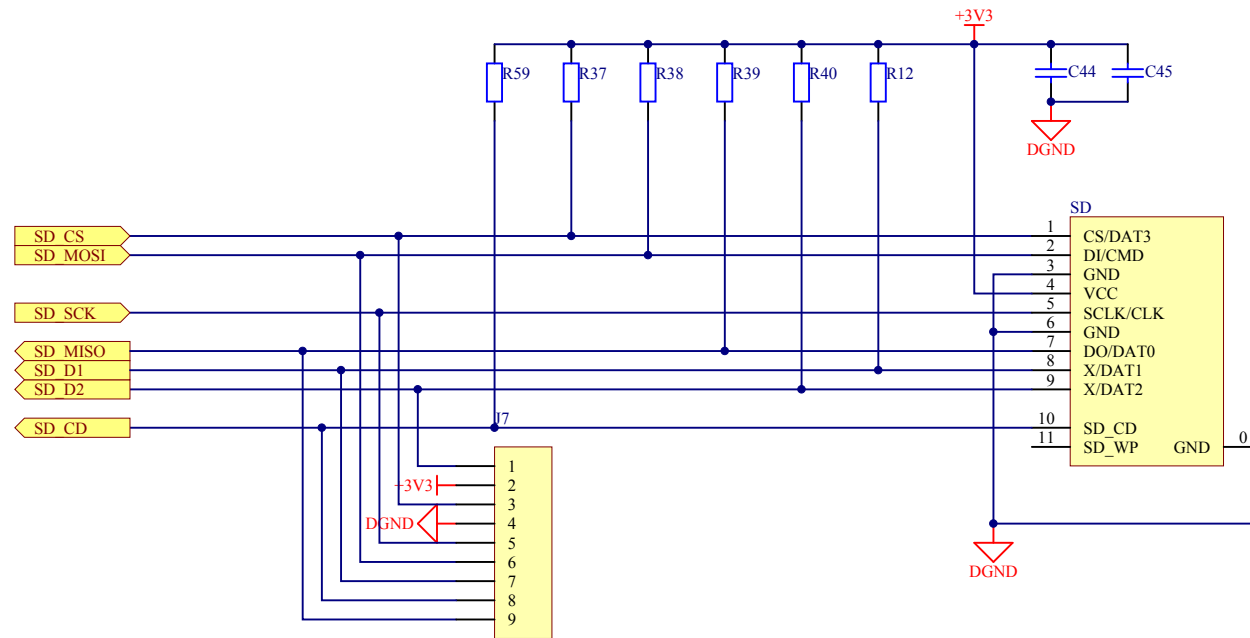 +3V3
R59 R37 R38 R39 R40 R12 C44 C45
DGND
SD
SD_CS 1 CS/DAT3
SD_MOSI 2 DI/CMD
3 GND
4 VCC
SD_SCK 5 SCLK/CLK
6 GND
SD_MISO 7 DO/DAT0
SD_D1 8 X/DAT1
SD_D2 9 X/DAT2
SD_CD J7 10 SD_CD
11 SD_WP GND 0
1
+3V3 2
3
DGND 4
5
6
7
8
9
DGND